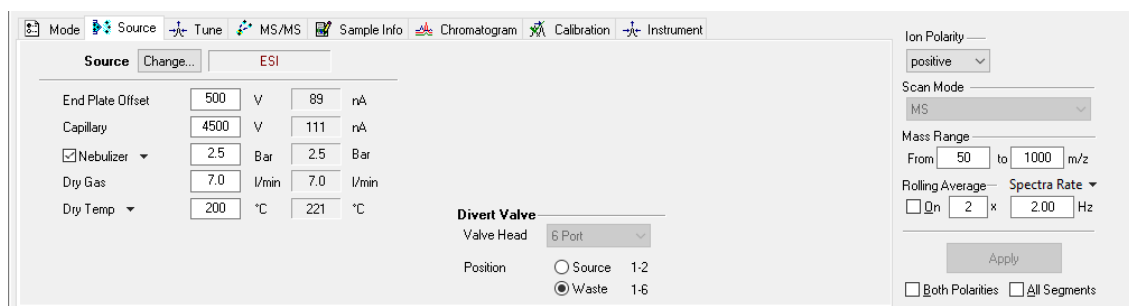 Mode Source Tune MS/MS Sample Info Chromatogram Calibration Instrument
Source Change... ESI
End Plate Offset 500 V 89 nA
Capillary 4500 V 111 nA
Nebulizer 2.5 Bar 2.5 Bar
Dry Gas 7.0 l/min 7.0 l/min
Dry Temp 200 °C 221 °C
Divert Valve
Valve Head 6 Port
Position Source 1-2
Waste 1-6
Ion Polarity
positive
Scan Mode
MS
Mass Range
From 50 to 1000 m/z
Rolling Average Spectra Rate
On 2 x 2.00 Hz
Apply
Both Polarities All Segments